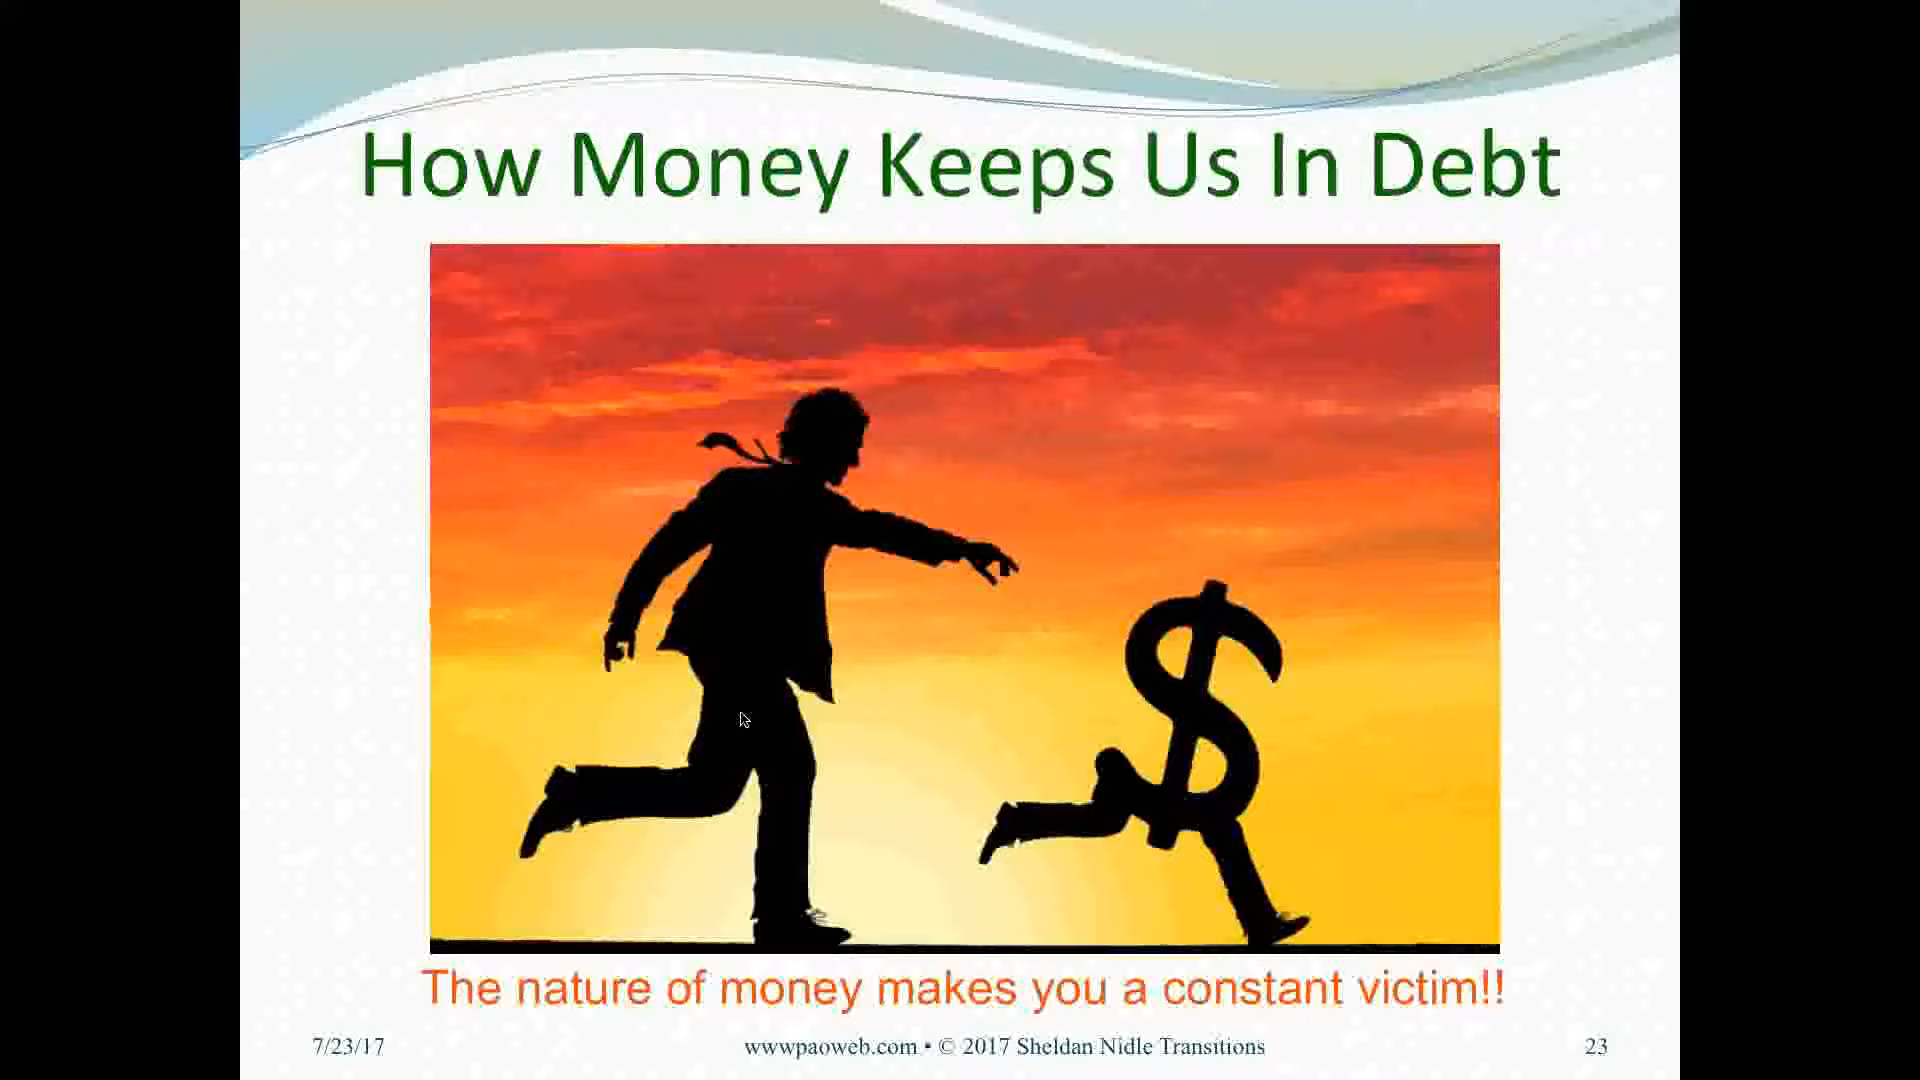 How Money Keeps Us In Debt
$
The nature of money makes you a constant victim!!
7/23/17 wwwpaoweb.com • © 2017 Sheldan Nidle Transitions 23